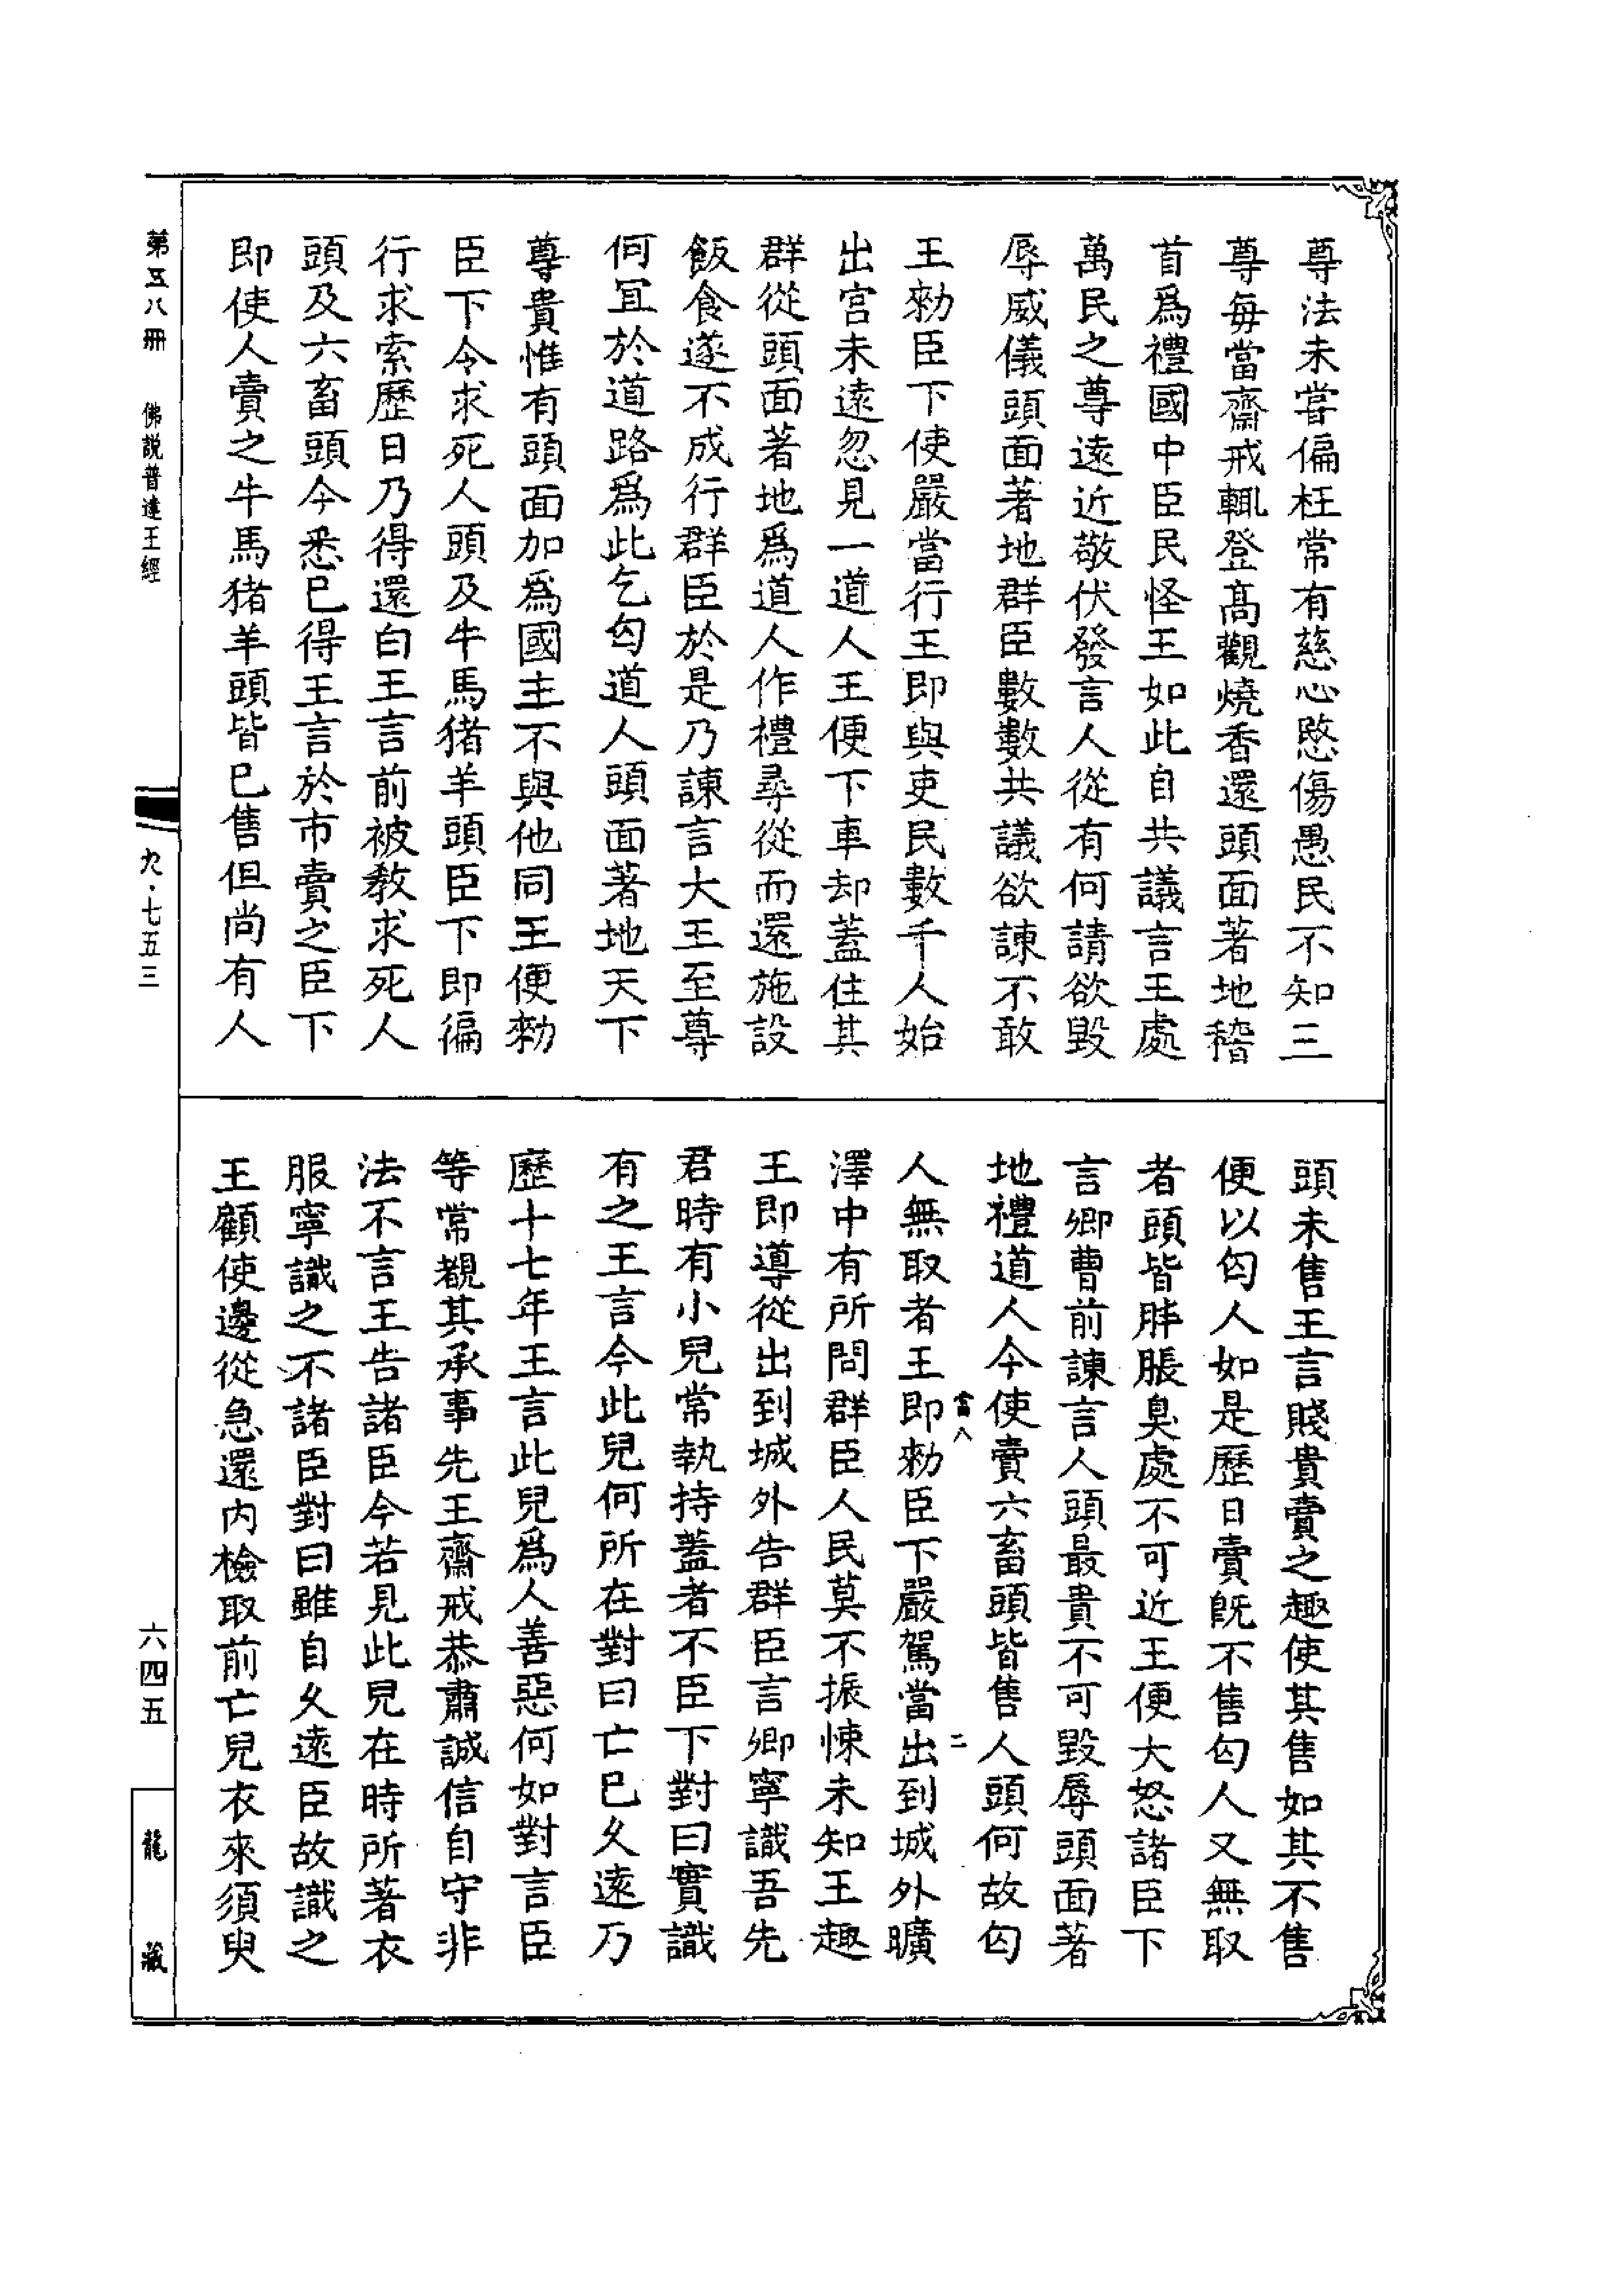 尊法未嘗偏枉常有慈心愍傷愚民不知三
尊每當齋戒輒登高觀燒香還頭面著地稽
首爲禮國中臣民怪王如此自共議言王處
萬民之尊遠近敬伏發言人從有何請欲毀
辱威儀頭面著地群臣數數共議欲諫不敢
王勑臣下使嚴當行王即與吏民數千人始
出宮未遠忽見一道人王便下車却蓋住其
群從頭面著地爲道人作禮尋從而還施設
飯食遂不成行群臣於是乃諫言大王至尊
何冝於道路爲此乞匃道人頭面著地天下
尊貴惟有頭面加爲國主不與他同王便勑
臣下令求死人頭及牛馬猪羊頭臣下即徧
行求索歷日乃得還白王言前被教求死人
頭及六畜頭今悉巳得王言於市賣之臣下
即使人賣之牛馬猪羊頭皆巳售但尚有人
頭未售王言賤貴賣之趣使其售如其不售
便以匃人如是歷日賣旣不售匃人又無取
者頭皆胮脹臭處不可近王便大怒諸臣下
言卿曹前諫言人頭最貴不可毀辱頭面著
地禮道人今使賣六畜頭皆售人頭何故匃
人無取者王即勑臣下嚴駕當出到城外曠
富八
二
澤中有所問群臣人民莫不振悚未知王趣
王即導從出到城外告群臣言卿寧識吾先
君時有小兒常執持蓋者不臣下對曰實識
有之王言今此兒何所在對曰亡巳久遠乃
歷十七年王言此兒爲人善惡何如對言臣
等常覩其承事先王齋戒恭肅誠信自守非
法不言王告諸臣今若見此兒在時所著衣
服寧識之不諸臣對曰雖自久遠臣故識之
王顧使邊從急還内檢取前亡兒衣來須臾
第五八冊
佛説普達王經
九·七五三
六四五
龍藏